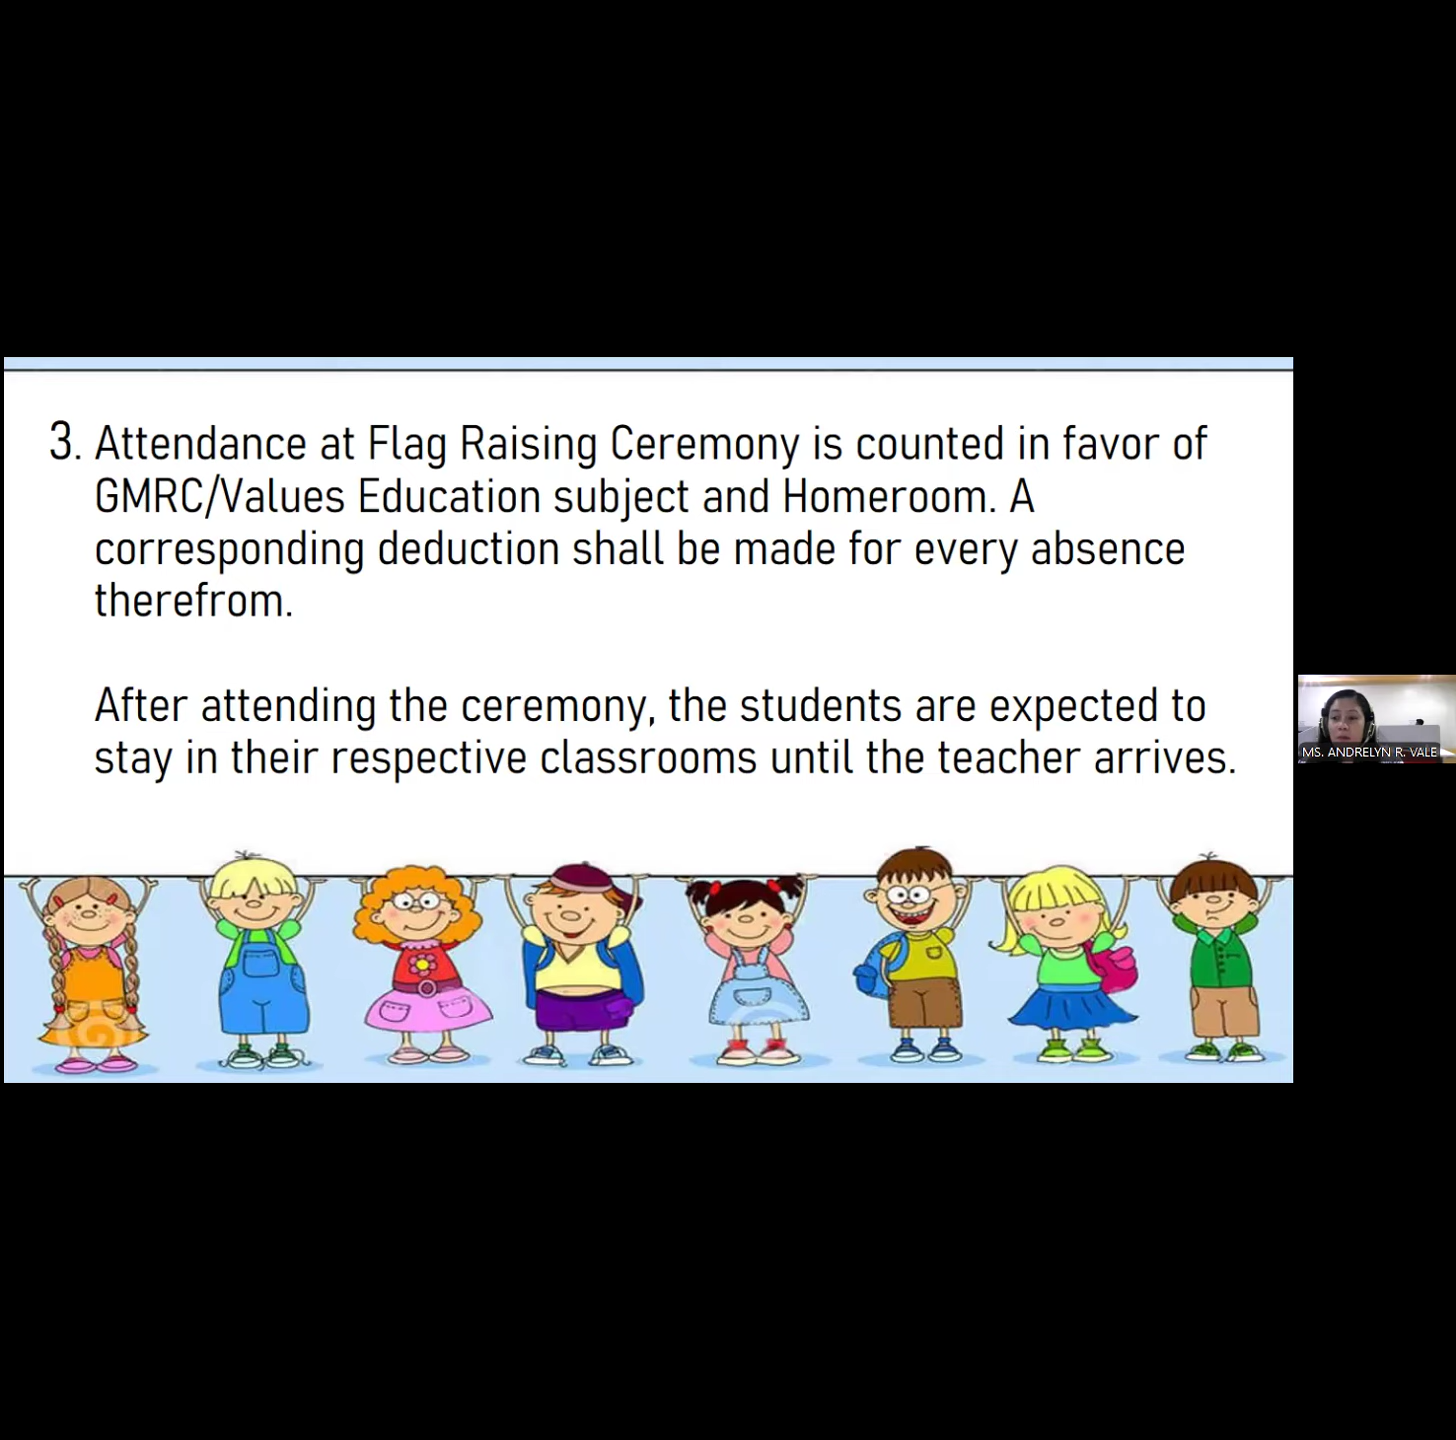 3. Attendance at Flag Raising Ceremony is counted in favor of
GMRC/Values Education subject and Homeroom. A
corresponding deduction shall be made for every absence
therefrom.
After attending the ceremony, the students are expected to
stay in their respective classrooms until the teacher arrives.
MS. ANDRELYN R. VALE